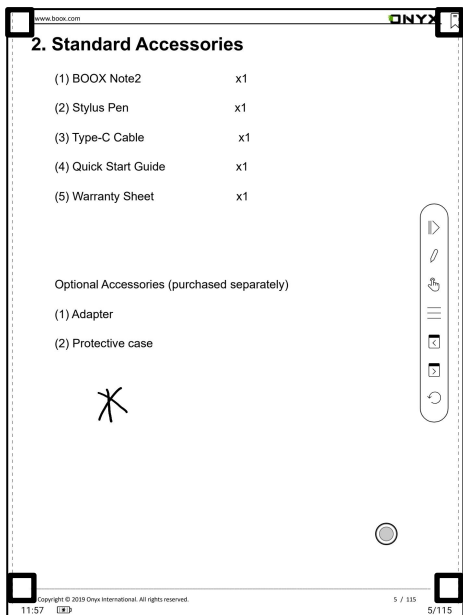 www.boox.com
ONYX
2. Standard Accessories
(1) BOOX Note2 x1
(2) Stylus Pen x1
(3) Type-C Cable x1
(4) Quick Start Guide x1
(5) Warranty Sheet x1
Optional Accessories (purchased separately)
(1) Adapter
(2) Protective case
Copyright © 2019 Onyx International. All rights reserved. 5 / 115
11:57 5/115